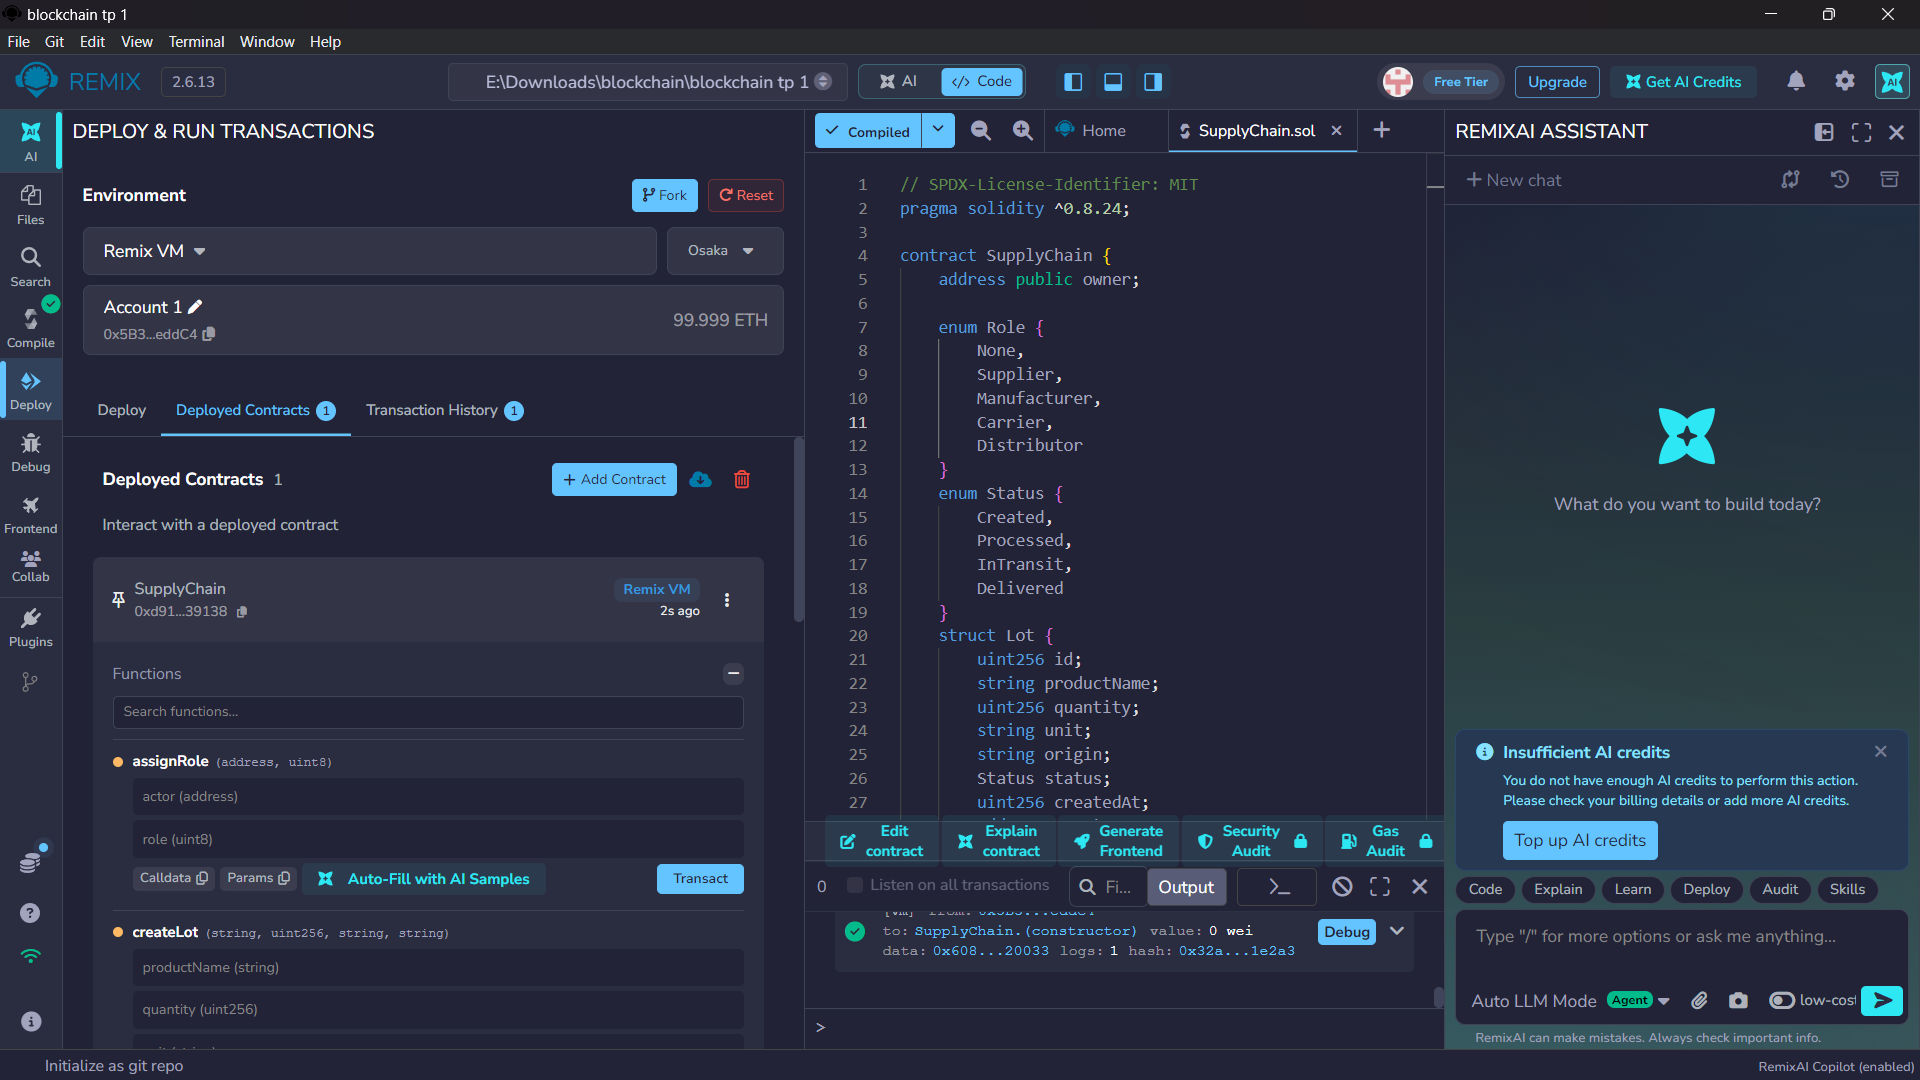 blockchain tp 1
File Git Edit View Terminal Window Help
REMIX 2.6.13
E:\Downloads\blockchain\blockchain tp 1
AI </> Code
Free Tier Upgrade Get AI Credits AI
AI
Files
Search
Compile
Deploy
Debug
Frontend
Collab
Plugins
DEPLOY & RUN TRANSACTIONS
Environment Fork Reset
Remix VM Osaka
Account 1
0x5B3...eddC4
99.999 ETH
Deploy Deployed Contracts 1 Transaction History 1
Deployed Contracts 1 + Add Contract
Interact with a deployed contract
SupplyChain Remix VM
0xd91...39138 2s ago
Functions
Search functions...
assignRole (address, uint8)
actor (address)
role (uint8)
Calldata Params Auto-Fill with AI Samples Transact
createLot (string, uint256, string, string)
productName (string)
quantity (uint256)
Compiled Home SupplyChain.sol
1 // SPDX-License-Identifier: MIT
2 pragma solidity ^0.8.24;
3
4 contract SupplyChain {
5 address public owner;
6
7 enum Role {
8 None,
9 Supplier,
10 Manufacturer,
11 Carrier,
12 Distributor
13 }
14 enum Status {
15 Created,
16 Processed,
17 InTransit,
18 Delivered
19 }
20 struct Lot {
21 uint256 id;
22 string productName;
23 uint256 quantity;
24 string unit;
25 string origin;
26 Status status;
27 uint256 createdAt;
Edit contract
Explain contract
Generate Frontend
Security Audit
Gas Audit
0 Listen on all transactions Fi... Output >_
to: SupplyChain.(constructor) value: 0 wei Debug
data: 0x608...20033 logs: 1 hash: 0x32a...1e2a3
>
REMIXAI ASSISTANT
+ New chat
What do you want to build today?
Insufficient AI credits
You do not have enough AI credits to perform this action.
Please check your billing details or add more AI credits.
Top up AI credits
Code Explain Learn Deploy Audit Skills
Type "/" for more options or ask me anything...
Auto LLM Mode Agent low-cos
RemixAI can make mistakes. Always check important info.
Initialize as git repo
RemixAI Copilot (enabled)